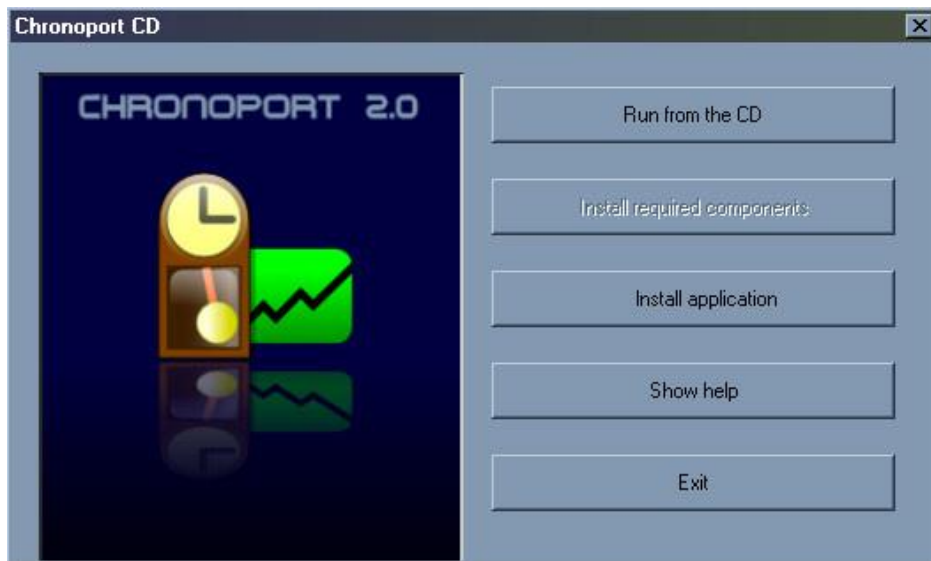 Chronoport CD
CHRONOPORT 2.0
Run from the CD
Install required components
Install application
Show help
Exit